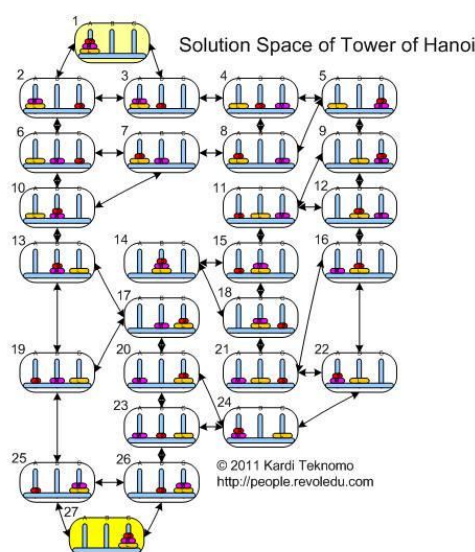 1
A B C
Solution Space of Tower of Hanoi
2 3 4 5
A B C A B C A B C A B C
6 7 8 9
A B C A B C A B C A B C
10 11 12
A B C A B C A B C
13 14 15 16
A B C A B C A B C A B C
17 18
A B C A B C
19 20 21 22
A B C A B C A B C A B C
23 24
A B C A B C
25 26
A B C A B C
© 2011 Kardi Teknomo
http://people.revoledu.com
27
A B C